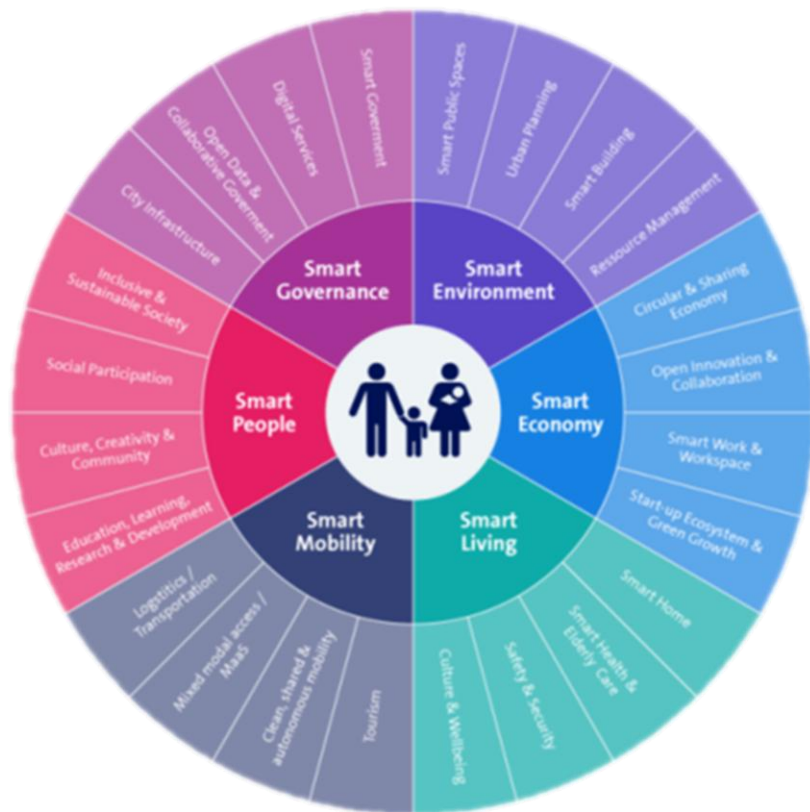 Smart
Governance
Smart Goverment
Digital Services
Open Data &
Collaborative Goverment
City Infrastructure
Smart
Environment
Smart Public Spaces
Urban Planning
Smart Building
Ressource Management
Smart
Economy
Circular & Sharing
Economy
Open Innovation &
Collaboration
Smart Work &
Workspace
Start-up Ecosystem &
Green Growth
Smart
Living
Smart Home
Smart Health &
Elderly Care
Safety & Security
Culture & Wellbeing
Smart
Mobility
Tourism
Clean, shared &
autonomous mobility
Mixed modal access /
MaaS
Logstitics /
Transportation
Smart
People
Education, Learning,
Research & Development
Culture, Creativity &
Community
Social Participation
Inclusive &
Sustainable Society